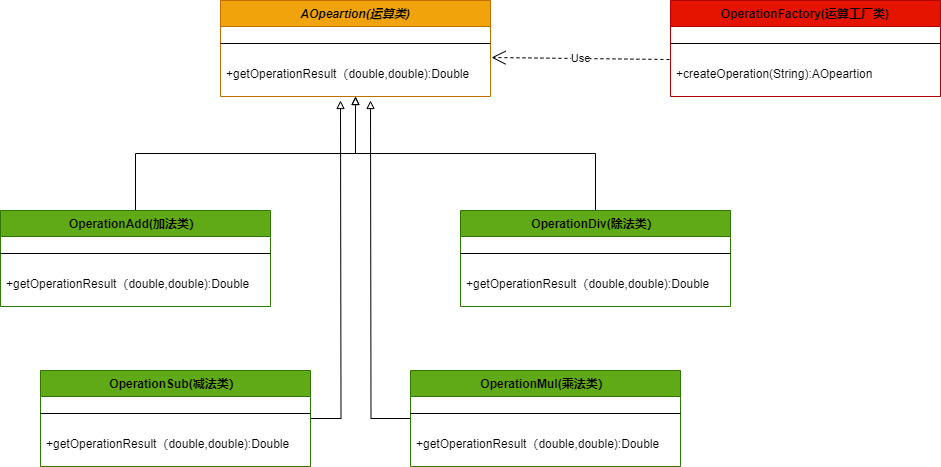 AOpeartion(运算类)
+getOperationResult（double,double):Double
OperationFactory(运算工厂类)
+createOperation(String):AOpeartion
Use
OperationAdd(加法类)
+getOperationResult（double,double):Double
OperationDiv(除法类)
+getOperationResult（double,double):Double
OperationSub(减法类)
+getOperationResult（double,double):Double
OperationMul(乘法类)
+getOperationResult（double,double):Double